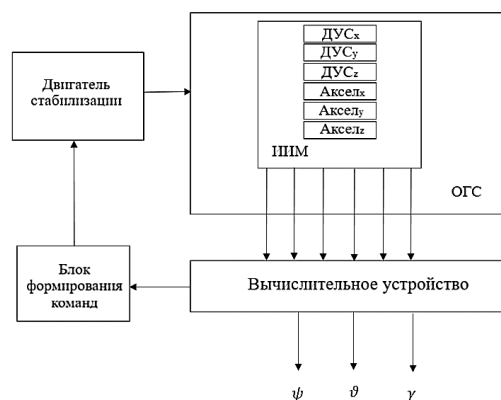 ДУСx
ДУСy
ДУСz
Акселx
Акселy
Акселz
ИИМ
ОГС
Двигатель
стабилизации
Блок
формирования
команд
Вычислительное устройство
ψ ϑ γ